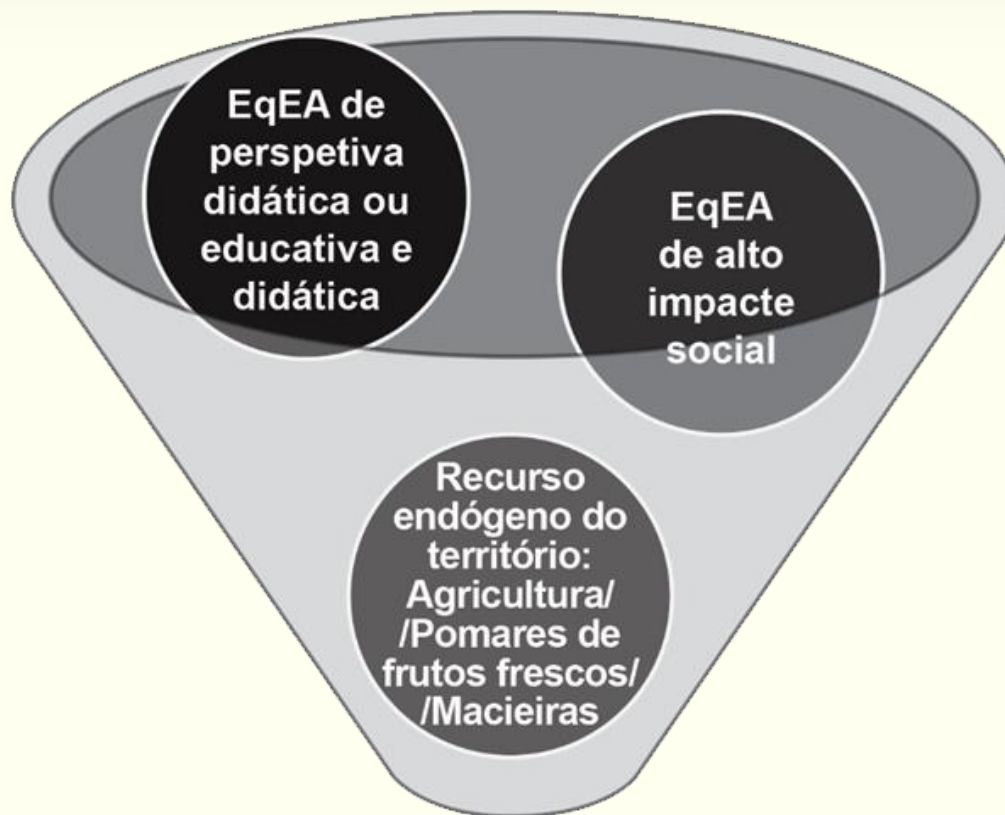 EqEA de
perspetiva
didática ou
educativa e
didática
EqEA
de alto
impacte
social
Recurso
endógeno do
território:
Agricultura/
/Pomares de
frutos frescos/
/Macieiras